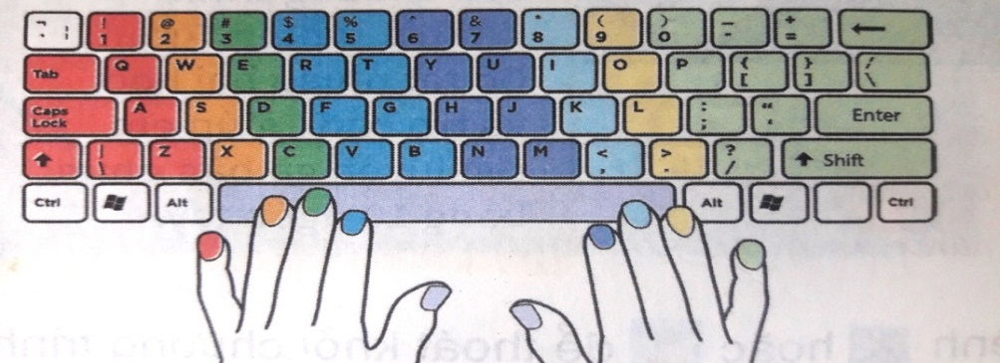 ¬ ¦ ! @ # $ % ^ & * ( ) _ +
` 1 2 3 4 5 6 7 8 9 0 - = ←
Tab Q W E R T Y U I O P { } /
[ ] \
Caps A S D F G H J K L : “ Enter
Lock ; ‘
| Z X C V B N M < > ? Shift
\ , . /
Ctrl Alt Alt Ctrl